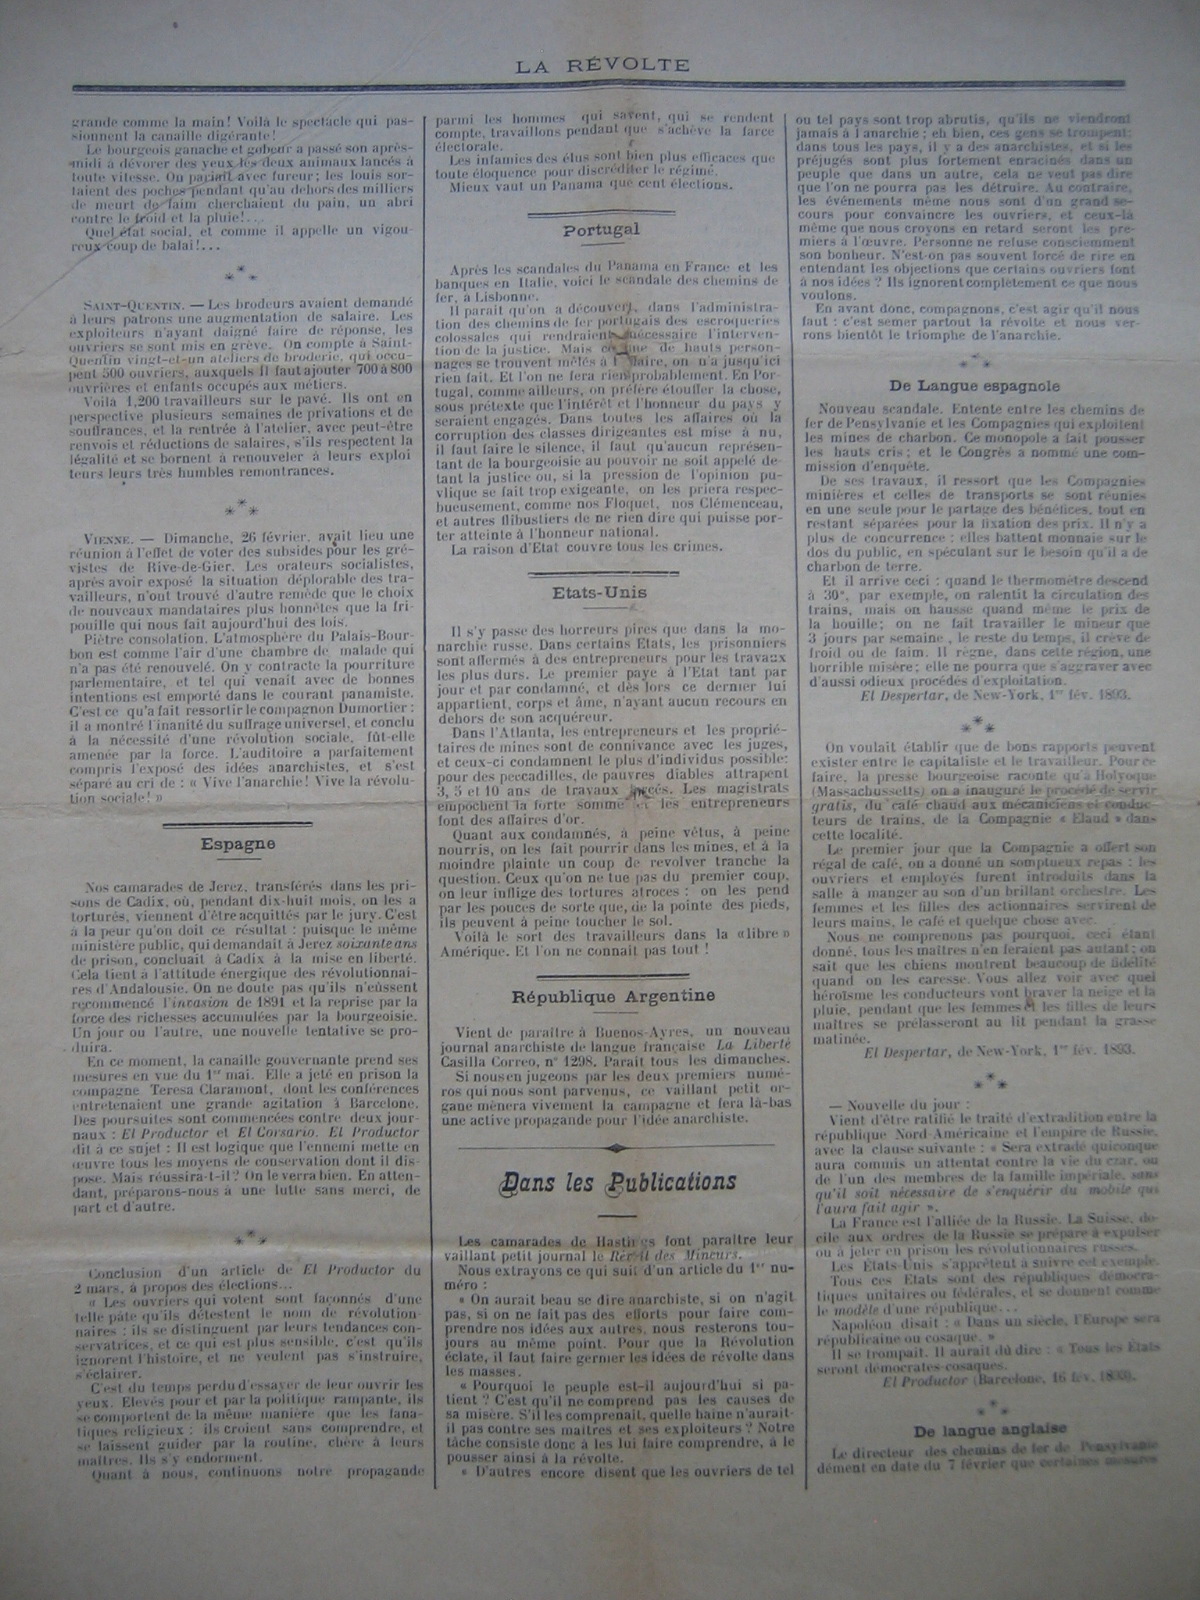 LA RÉVOLTE
grande comme la main! Voilà le spectacle qui pas-
sionnent la canaille digérante!
Le bourgeois ganache et gobeur a passé son après-
midi à dévorer des yeux les deux animaux lancés à
toute vitesse. On pariait avec fureur; les louis sor-
taient des poches pendant qu'au dehors des milliers
de meurt de faim cherchaient du pain, un abri
contre le froid et la pluie!...
Quel état social, et comme il appelle un vigou-
reux coup de balai!...
* * *
SAINT-QUENTIN. — Les brodeurs avaient demandé
à leurs patrons une augmentation de salaire. Les
exploiteurs n'ayant daigné faire de réponse, les
ouvriers se sont mis en grève. On compte à Saint-
Quentin vingt-et-un ateliers de broderie, qui occu-
pent 500 ouvriers, auxquels il faut ajouter 700 à 800
ouvrières et enfants occupés aux métiers.
Voilà 1,200 travailleurs sur le pavé. Ils ont en
perspective plusieurs semaines de privations et de
souffrances, et la rentrée à l'atelier, avec peut-être
renvois et réductions de salaires, s'ils respectent la
légalité et se bornent à renouveler à leurs exploi
teurs leurs très humbles remontrances.
* * *
VIENNE. — Dimanche, 26 février, avait lieu une
réunion à l'effet de voter des subsides pour les gré-
vistes de Rive-de-Gier. Les orateurs socialistes,
après avoir exposé la situation déplorable des tra-
vailleurs, n'ont trouvé d'autre remède que le choix
de nouveaux mandataires plus honnêtes que la fri-
pouille qui nous fait aujourd'hui des lois.
Piètre consolation. L'atmosphère du Palais-Bour-
bon est comme l'air d'une chambre de malade qui
n'a pas été renouvelé. On y contracte la pourriture
parlementaire, et tel qui venait avec de bonnes
intentions est emporté dans le courant panamiste.
C'est ce qu'a fait ressortir le compagnon Dumortier;
il a montré l'inanité du suffrage universel, et conclu
à la nécessité d'une révolution sociale, fût-elle
amenée par la force. L'auditoire a parfaitement
compris l'exposé des idées anarchistes, et s'est
séparé au cri de : « Vive l'anarchie! Vive la révolu-
tion sociale! »
Espagne
Nos camarades de Jerez, transférés dans les pri-
sons de Cadix, où, pendant dix-huit mois, on les a
torturés, viennent d'être acquittés par le jury. C'est
à la peur qu'on doit ce résultat : puisque le même
ministère public, qui demandait à Jerez soixante ans
de prison, concluait à Cadix à la mise en liberté.
Cela tient à l'attitude énergique des révolutionnai-
res d'Andalousie. On ne doute pas qu'ils n'eûssent
recommencé l'invasion de 1891 et la reprise par la
force des richesses accumulées par la bourgeoisie.
Un jour ou l'autre, une nouvelle tentative se pro-
duira.
En ce moment, la canaille gouvernante prend ses
mesures en vue du 1er mai. Elle a jeté en prison la
compagne Teresa Claramont, dont les conférences
entretenaient une grande agitation à Barcelone.
Des poursuites sont commencées contre deux jour-
naux : El Productor et El Corsario. El Productor
dit à ce sujet : Il est logique que l'ennemi mette en
œuvre tous les moyens de conservation dont il dis-
pose. Mais réussira-t-il? On le verra bien. En atten-
dant, préparons-nous à une lutte sans merci, de
part et d'autre.
* * *
Conclusion d'un article de El Productor du
2 mars, à propos des élections...
« Les ouvriers qui votent sont façonnés d'une
telle pâte qu'ils détestent le nom de révolution-
naires : ils se distinguent par leurs tendances con-
servatrices, et ce qui est plus sensible, c'est qu'ils
ignorent l'histoire, et ne veulent pas s'instruire,
s'éclairer.
C'est du temps perdu d'essayer de leur ouvrir les
yeux. Elevés pour et par la politique rampante, ils
se comportent de la même manière que les fana-
tiques religieux : ils croient sans comprendre, et
se laissent guider par la routine, chère à leurs
maîtres. Ils s'y endorment.
Quant à nous, continuons notre propagande
parmi les hommes qui savent, qui se rendent
compte, travaillons pendant que s'achève la farce
électorale.
Les infamies des élus sont bien plus efficaces que
toute éloquence pour discréditer le régime.
Mieux vaut un Panama que cent élections.
Portugal
Après les scandales du Panama en France et les
banques en Italie, voici le scandale des chemins de
fer, à Lisbonne.
Il paraît qu'on a découvert, dans l'administra-
tion des chemins de fer portugais des escroqueries
colossales qui rendraient nécessaire l'interven-
tion de la justice. Mais comme de hauts person-
nages se trouvent mêlés à l'affaire, on n'a jusqu'ici
rien fait. Et l'on ne fera rien probablement. En Por-
tugal, comme ailleurs, on préfère étouffer la chose,
sous prétexte que l'intérêt et l'honneur du pays y
seraient engagés. Dans toutes les affaires où la
corruption des classes dirigeantes est mise à nu,
il faut faire le silence, il faut qu'aucun représen-
tant de la bourgeoisie au pouvoir ne soit appelé de-
tant la justice ou, si la pression de l'opinion pu-
vlique se fait trop exigeante, on les priera respec-
bueusement, comme nos Floquet, nos Clémenceau,
et autres flibustiers de ne rien dire qui puisse por-
ter atteinte à l'honneur national.
La raison d'Etat couvre tous les crimes.
Etats-Unis
Il s'y passe des horreurs pires que dans la mo-
narchie russe. Dans certains Etats, les prisonniers
sont affermés à des entrepreneurs pour les travaux
les plus durs. Le premier paye à l'Etat tant par
jour et par condamné, et dès lors ce dernier lui
appartient, corps et âme, n'ayant aucun recours en
dehors de son acquéreur.
Dans l'Atlanta, les entrepreneurs et les proprié-
taires de mines sont de connivance avec les juges,
et ceux-ci condamnent le plus d'individus possible:
pour des peccadilles, de pauvres diables attrapent
3, 5 et 10 ans de travaux forcés. Les magistrats
empochent la forte somme et les entrepreneurs
font des affaires d'or.
Quant aux condamnés, à peine vêtus, à peine
nourris, on les fait pourrir dans les mines, et à la
moindre plainte un coup de revolver tranche la
question. Ceux qu'on ne tue pas du premier coup,
on leur inflige des tortures atroces : on les pend
par les pouces de sorte que, de la pointe des pieds,
ils peuvent à peine toucher le sol.
Voilà le sort des travailleurs dans la «libre»
Amérique. Et l'on ne connaît pas tout !
République Argentine
Vient de paraître à Buenos-Ayres, un nouveau
journal anarchiste de langue française La Liberté
Casilla Correo, n° 1298. Paraît tous les dimanches.
Si nous en jugeons par les deux premiers numé-
ros qui nous sont parvenus, ce vaillant petit or-
gane mènera vivement la campagne et fera là-bas
une active propagande pour l'idée anarchiste.
Dans les Publications
Les camarades de Hastings font paraître leur
vaillant petit journal le Réveil des Mineurs.
Nous extrayons ce qui suit d'un article du 1er nu-
méro :
« On aurait beau se dire anarchiste, si on n'agit
pas, si on ne fait pas des efforts pour faire com-
prendre nos idées aux autres, nous resterons tou-
jours au même point. Pour que la Révolution
éclate, il faut faire germer les idées de révolte dans
les masses.
« Pourquoi le peuple est-il aujourd'hui si pa-
tient? C'est qu'il ne comprend pas les causes de
sa misère. S'il les comprenait, quelle haine n'aurait-
il pas contre ses maîtres et ses exploiteurs? Notre
tâche consiste donc à les lui faire comprendre, à le
pousser ainsi à la révolte.
« D'autres encore disent que les ouvriers de tel
ou tel pays sont trop abrutis, qu'ils ne viendront
jamais à l'anarchie; eh bien, ces gens se trompent;
dans tous les pays, il y a des anarchistes, et si les
préjugés sont plus fortement enracinés dans un
peuple que dans un autre, cela ne veut pas dire
que l'on ne pourra pas les détruire. Au contraire,
les événements même nous sont d'un grand se-
cours pour convaincre les ouvriers, et ceux-là
même que nous croyons en retard seront les pre-
miers à l'œuvre. Personne ne refuse consciemment
son bonheur. N'est-on pas souvent forcé de rire en
entendant les objections que certains ouvriers font
à nos idées? Ils ignorent complètement ce que nous
voulons.
En avant donc, compagnons, c'est agir qu'il nous
faut : c'est semer partout la révolte et nous ver-
rons bientôt le triomphe de l'anarchie.
* * *
De Langue espagnole
Nouveau scandale. Entente entre les chemins de
fer de Pensylvanie et les Compagnies qui exploitent
les mines de charbon. Ce monopole a fait pousser
les hauts cris; et le Congrès a nommé une com-
mission d'enquête.
De ses travaux, il ressort que les Compagnies
minières et celles de transports se sont réunies
en une seule pour le partage des bénéfices, tout en
restant séparées pour la fixation des prix. Il n'y a
plus de concurrence : elles battent monnaie sur le
dos du public, en spéculant sur le besoin qu'il a de
charbon de terre.
Et il arrive ceci : quand le thermomètre descend
à 30°, par exemple, on ralentit la circulation des
trains, mais on hausse quand même le prix de
la houille; on ne fait travailler le mineur que
3 jours par semaine, le reste du temps, il crève de
froid ou de faim. Il règne, dans cette région, une
horrible misère; elle ne pourra que s'aggraver avec
d'aussi odieux procédés d'exploitation.
El Despertar, de New-York, 1er fév. 1893.
* * *
On voulait établir que de bons rapports peuvent
exister entre le capitaliste et le travailleur. Pour ce
faire, la presse bourgeoise raconte qu'à Holyoque
(Massachussetts) on a inauguré le procédé de servir
gratis, du café chaud aux mécaniciens et conduc-
teurs de trains, de la Compagnie « Elaud » dans
cette localité.
Le premier jour que la Compagnie a offert son
régal de café, on a donné un somptueux repas : les
ouvriers et employés furent introduits dans la
salle à manger au son d'un brillant orchestre. Les
femmes et les filles des actionnaires servirent de
leurs mains, le café et quelque chose avec.
Nous ne comprenons pas pourquoi, ceci étant
donné, tous les maîtres n'en feraient pas autant; on
sait que les chiens montrent beaucoup de fidélité
quand on les caresse. Vous allez voir avec quel
héroïsme les conducteurs vont braver la neige et la
pluie, pendant que les femmes et les filles de leurs
maîtres se prélasseront au lit pendant la grasse
matinée.
El Despertar, de New-York, 1er fév. 1893.
* * *
— Nouvelle du jour :
Vient d'être ratifié le traité d'extradition entre la
république Nord-Américaine et l'empire de Russie,
avec la clause suivante : « Sera extradé quiconque
aura commis un attentat contre la vie du czar, ou
de l'un des membres de la famille impériale, sans
qu'il soit nécessaire de s'enquérir du mobile qui
l'aura fait agir ».
La France est l'alliée de la Russie. La Suisse, do-
cile aux ordres de la Russie se prépare à expulser
ou à jeter en prison les révolutionnaires russes.
Les Etats-Unis s'apprêtent à suivre cet exemple.
Tous ces Etats sont des républiques démocra-
tiques unitaires ou fédérales, et se donnent comme
le modèle d'une république...
Napoléon disait : « Dans un siècle, l'Europe sera
républicaine ou cosaque. »
Il se trompait. Il aurait dû dire : « Tous les Etats
seront démocrates-cosaques.
El Productor (Barcelone, 16 fév. 1893).
* * *
De langue anglaise
Le directeur des chemins de fer de Pensylvanie
dément en date du 7 février que certaines mesures